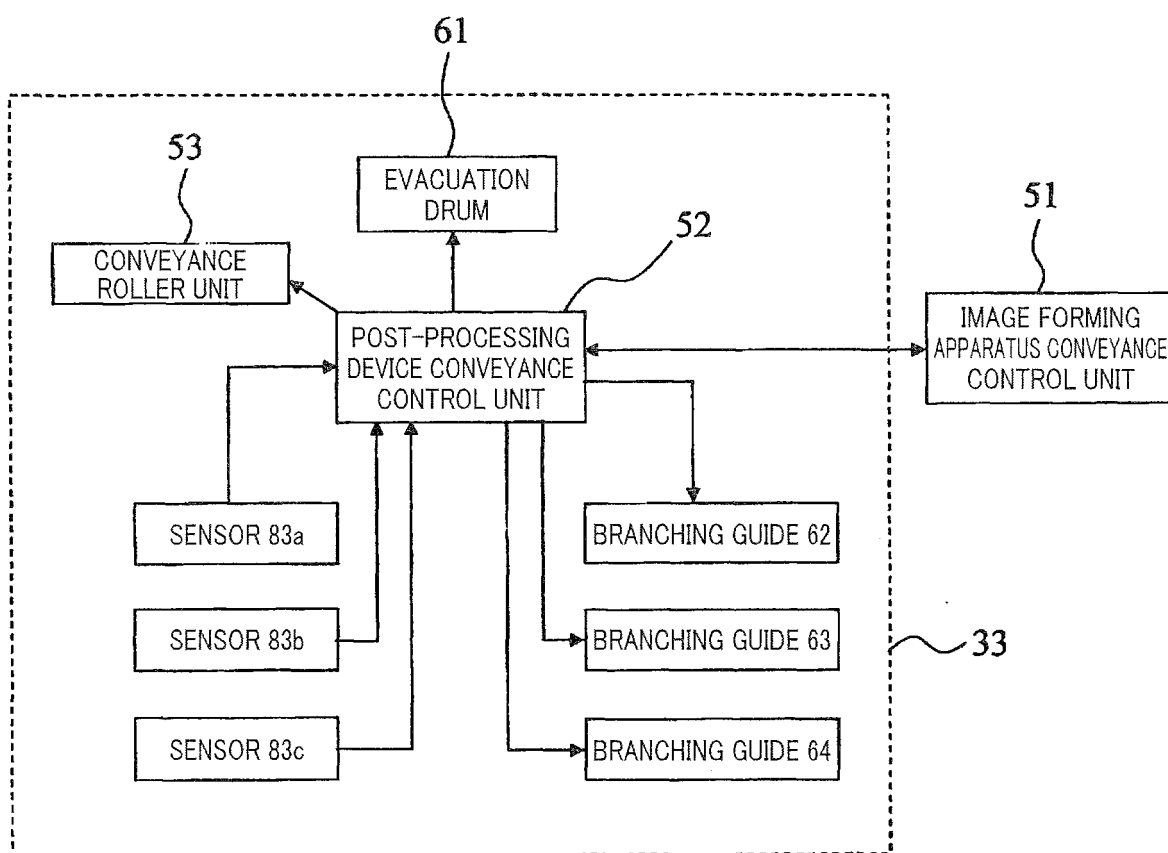 61
53
EVACUATION
DRUM
52
51
CONVEYANCE
ROLLER UNIT
POST-PROCESSING
DEVICE CONVEYANCE
CONTROL UNIT
IMAGE FORMING
APPARATUS CONVEYANCE
CONTROL UNIT
SENSOR 83a
BRANCHING GUIDE 62
SENSOR 83b
BRANCHING GUIDE 63
33
SENSOR 83c
BRANCHING GUIDE 64